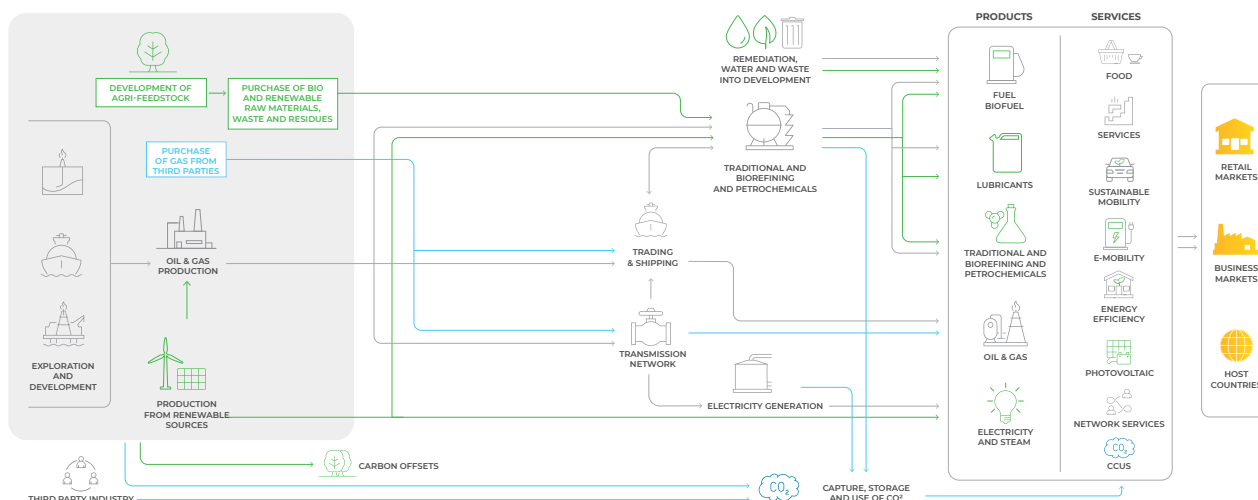 PRODUCTS
SERVICES
DEVELOPMENT OF
AGRI-FEEDSTOCK
PURCHASE OF BIO
AND RENEWABLE
RAW MATERIALS,
WASTE AND RESIDUES
PURCHASE
OF GAS FROM
THIRD PARTIES
OIL & GAS
PRODUCTION
EXPLORATION
AND
DEVELOPMENT
PRODUCTION
FROM RENEWABLE
SOURCES
CARBON OFFSETS
THIRD PARTY INDUSTRY
REMEDIATION,
WATER AND WASTE
INTO DEVELOPMENT
TRADITIONAL AND
BIOREFINING
AND PETROCHEMICALS
TRADING
& SHIPPING
TRANSMISSION
NETWORK
ELECTRICITY GENERATION
CO2
CAPTURE, STORAGE
AND USE OF CO²
FUEL
BIOFUEL
LUBRICANTS
TRADITIONAL AND
BIOREFINING AND
PETROCHEMICALS
OIL & GAS
ELECTRICITY
AND STEAM
FOOD
SERVICES
SUSTAINABLE
MOBILITY
E-MOBILITY
ENERGY
EFFICIENCY
PHOTOVOLTAIC
NETWORK SERVICES
CO2
CCUS
RETAIL
MARKETS
BUSINESS
MARKETS
HOST
COUNTRIES